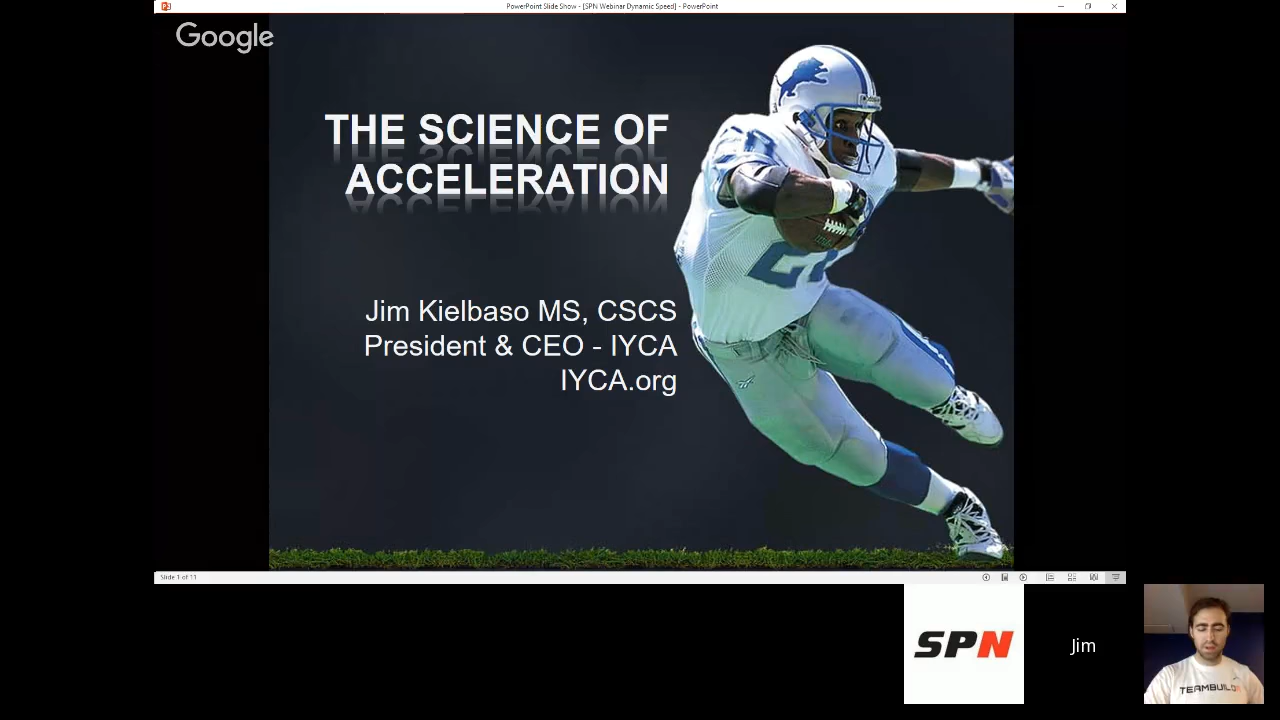 PowerPoint Slide Show - [SPN Webinar Dynamic Speed] - PowerPoint
Google
THE SCIENCE OF
ACCELERATION
Jim Kielbaso MS, CSCS
President & CEO - IYCA
IYCA.org
Slide 1 of 11
SPN
Jim